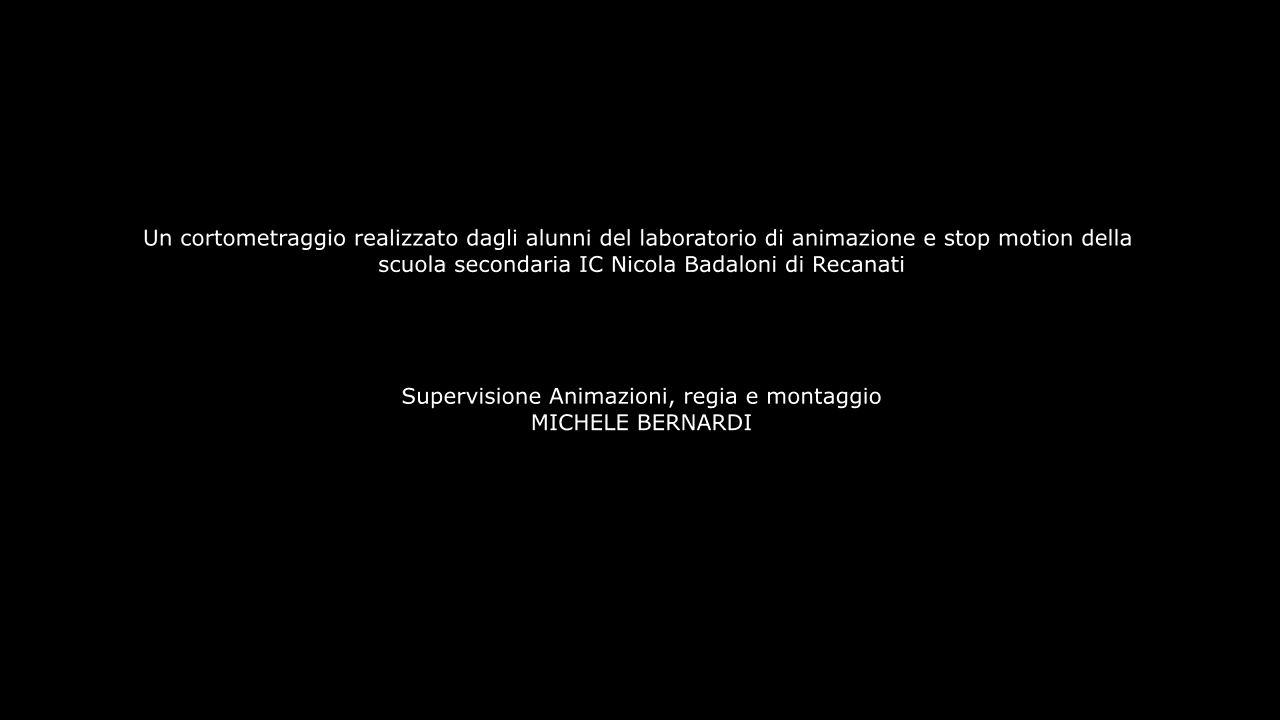 Un cortometraggio realizzato dagli alunni del laboratorio di animazione e stop motion della
scuola secondaria IC Nicola Badaloni di Recanati
Supervisione Animazioni, regia e montaggio
MICHELE BERNARDI